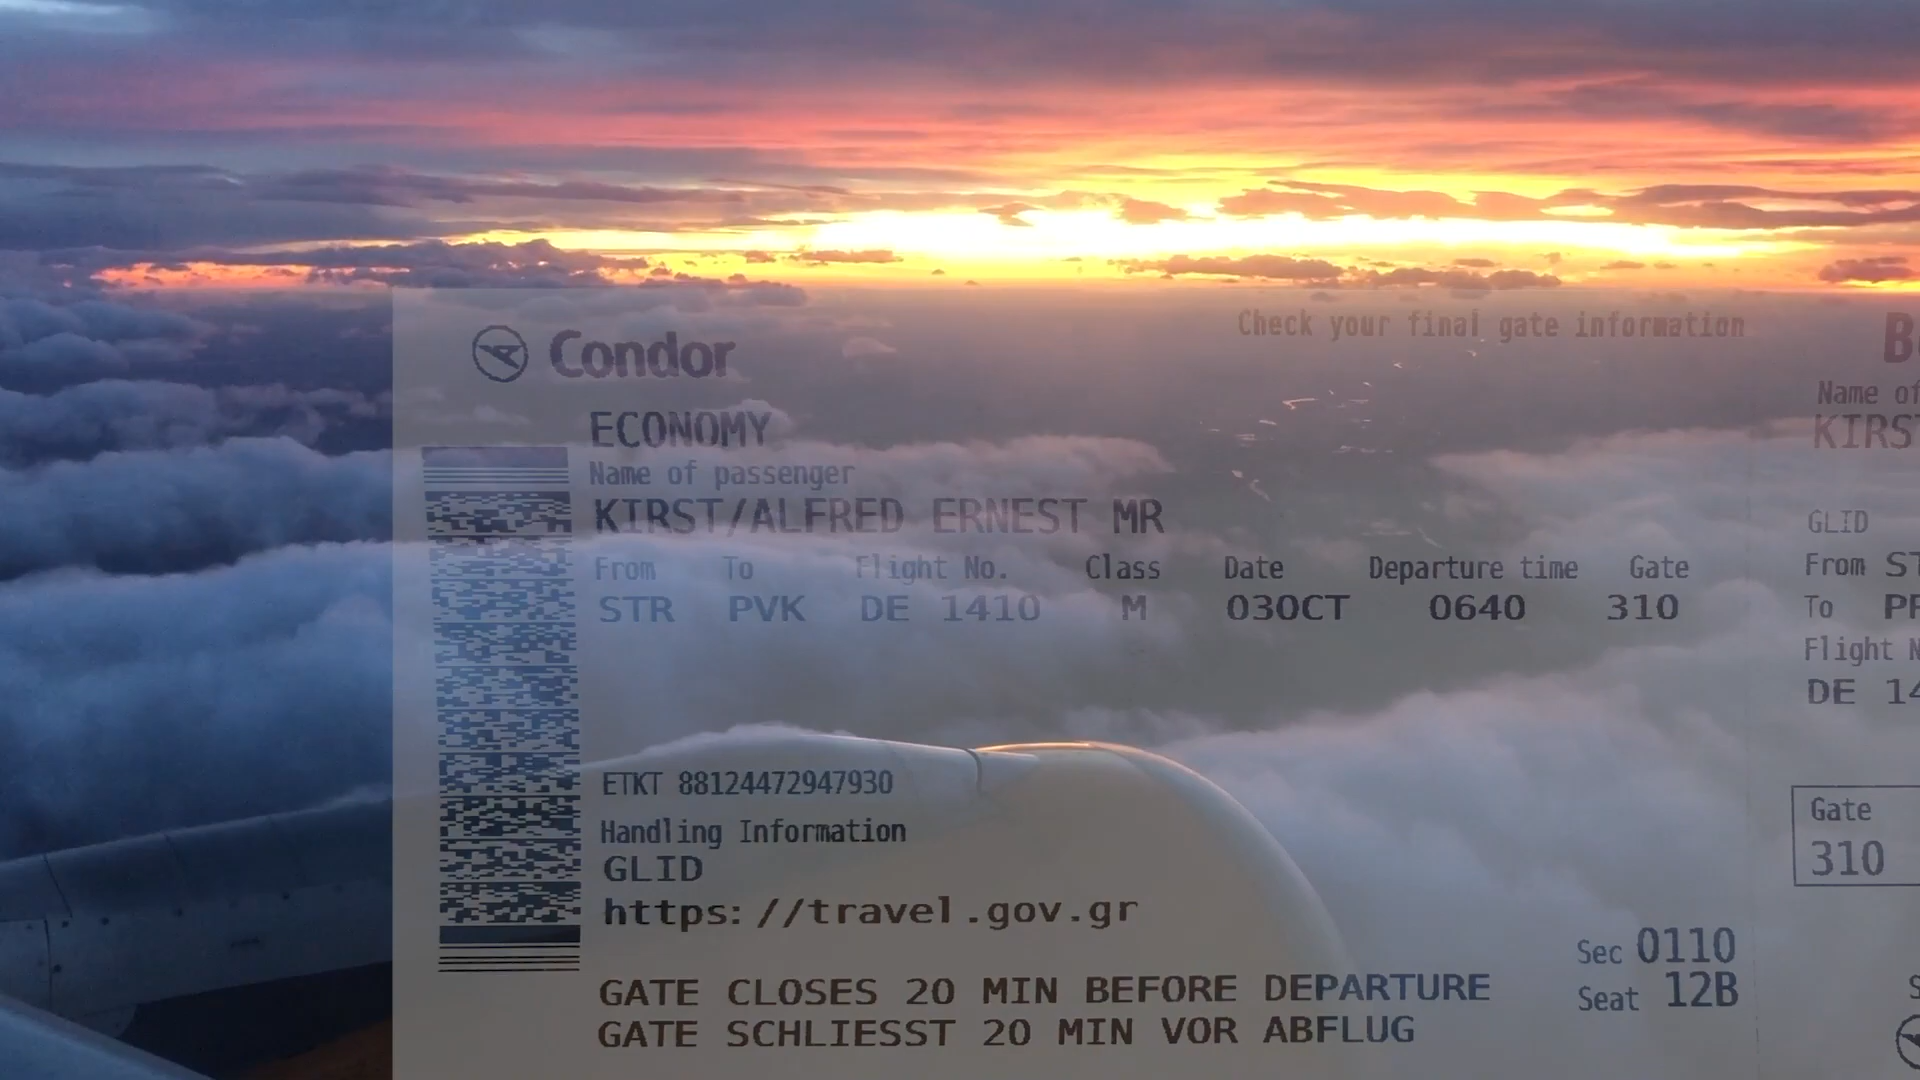 Check your final gate information
Condor
ECONOMY
Name of passenger
KIRST/ALFRED ERNEST MR
From To Flight No. Class Date Departure time Gate
STR PVK DE 1410 M 03OCT 0640 310
ETKT 88124472947930
Handling Information
GLID
https://travel.gov.gr
Sec 0110
Seat 12B
GATE CLOSES 20 MIN BEFORE DEPARTURE
GATE SCHLIESST 20 MIN VOR ABFLUG
Name of
KIRST
GLID
From
To
Flight
DE
Gate
310